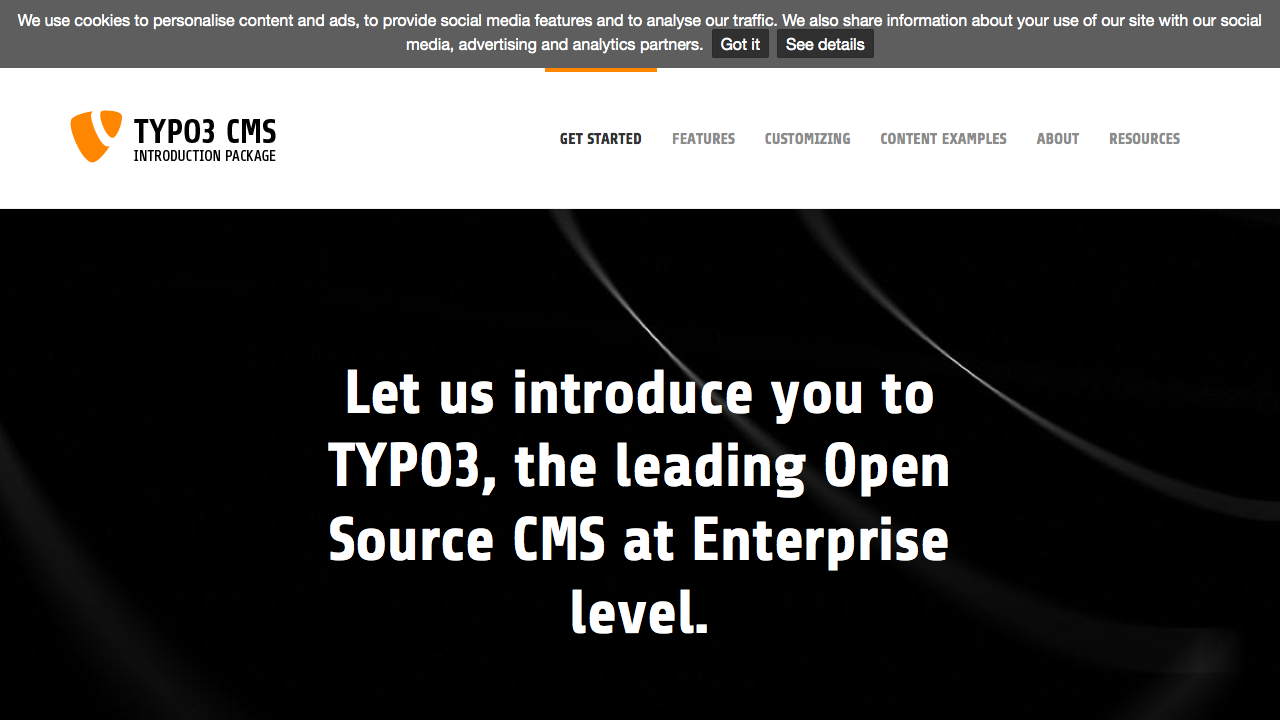 We use cookies to personalise content and ads, to provide social media features and to analyse our traffic. We also share information about your use of our site with our social
media, advertising and analytics partners. Got it See details
TYPO3 CMS
INTRODUCTION PACKAGE
GET STARTED FEATURES CUSTOMIZING CONTENT EXAMPLES ABOUT RESOURCES
Let us introduce you to
TYPO3, the leading Open
Source CMS at Enterprise
level.